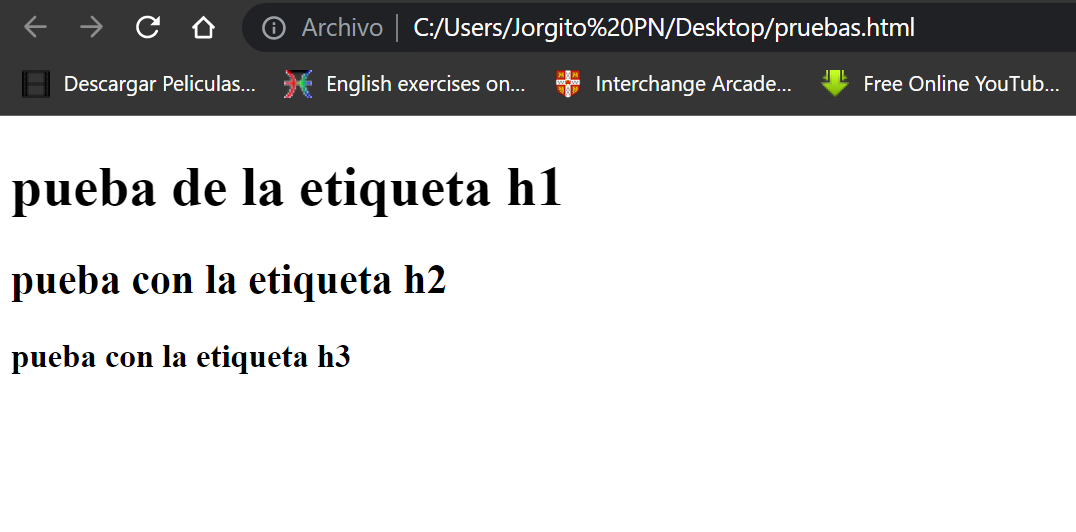 Archivo | C:/Users/Jorgito%20PN/Desktop/pruebas.html
Descargar Peliculas... English exercises on... Interchange Arcade... Free Online YouTub...
pueba de la etiqueta h1
pueba con la etiqueta h2
pueba con la etiqueta h3